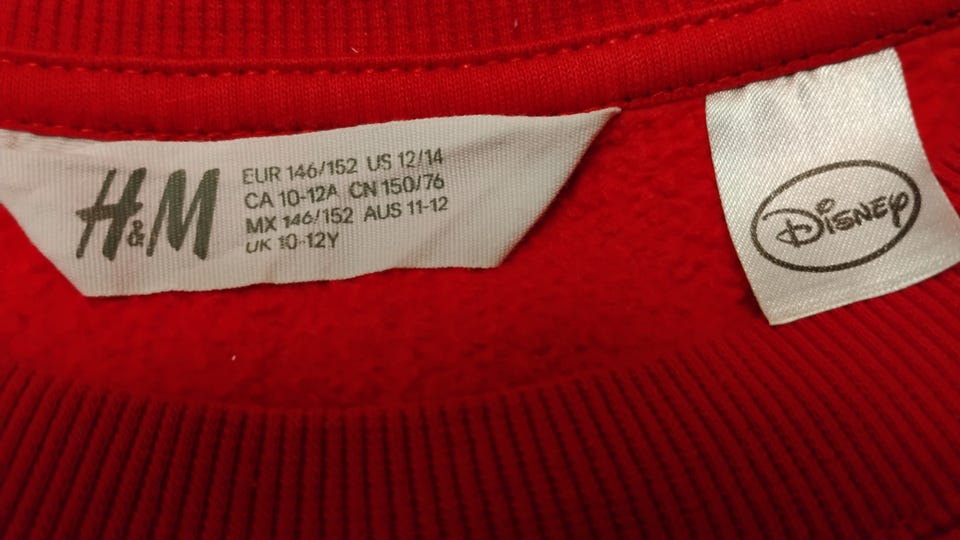 H&M
EUR 146/152 US 12/14
CA 10-12A CN 150/76
MX 146/152 AUS 11-12
UK 10-12Y
Disney